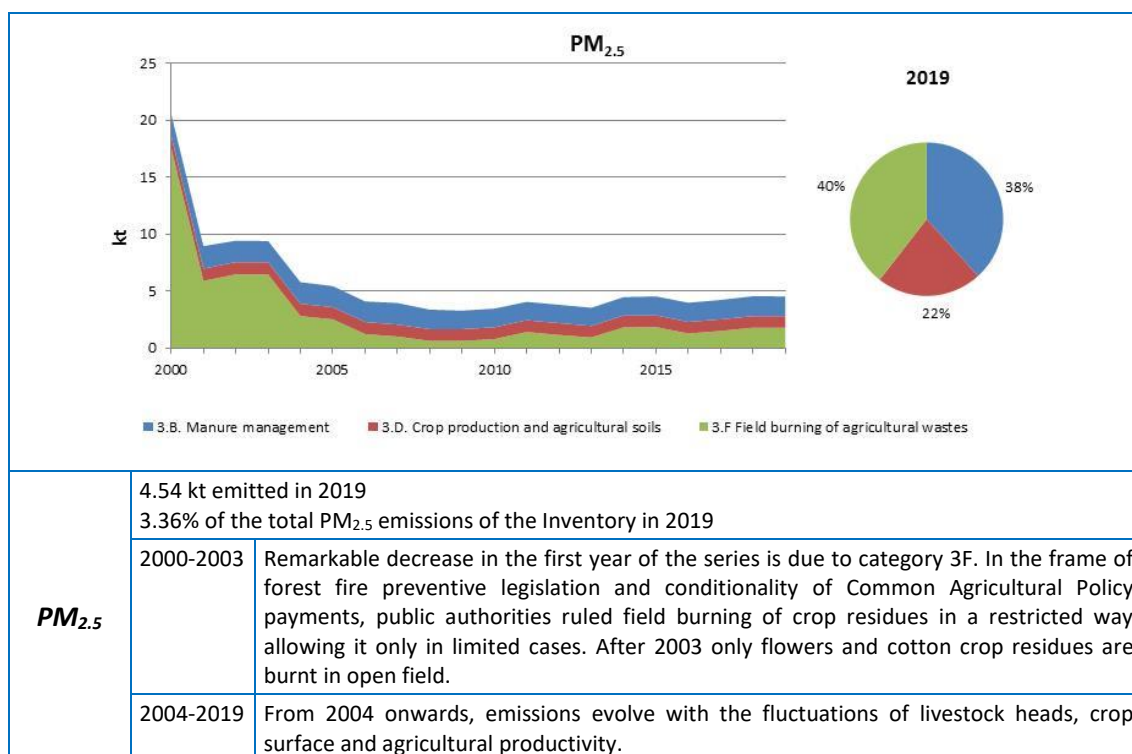 PM2.5
25
20
15
10
5
0
kt
2000
2005
2010
2015
2019
40%
38%
22%
3.B. Manure management
3.D. Crop production and agricultural soils
3.F Field burning of agricultural wastes
PM2.5
4.54 kt emitted in 2019
3.36% of the total PM2.5 emissions of the Inventory in 2019
2000-2003
Remarkable decrease in the first year of the series is due to category 3F. In the frame of
forest fire preventive legislation and conditionality of Common Agricultural Policy
payments, public authorities ruled field burning of crop residues in a restricted way
allowing it only in limited cases. After 2003 only flowers and cotton crop residues are
burnt in open field.
2004-2019
From 2004 onwards, emissions evolve with the fluctuations of livestock heads, crop
surface and agricultural productivity.